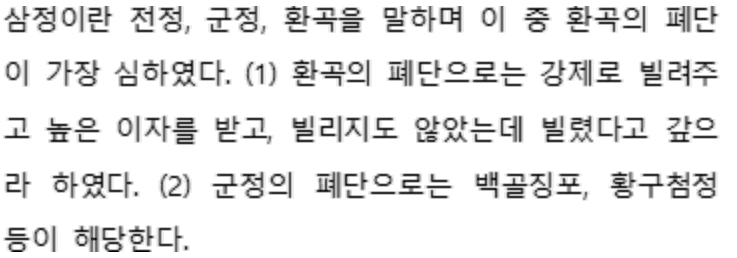 삼정이란 전정, 군정, 환곡을 말하며 이 중 환곡의 폐단
이 가장 심하였다. (1) 환곡의 폐단으로는 강제로 빌려주
고 높은 이자를 받고, 빌리지도 않았는데 빌렸다고 갚으
라 하였다. (2) 군정의 폐단으로는 백골징포, 황구첨정
등이 해당한다.